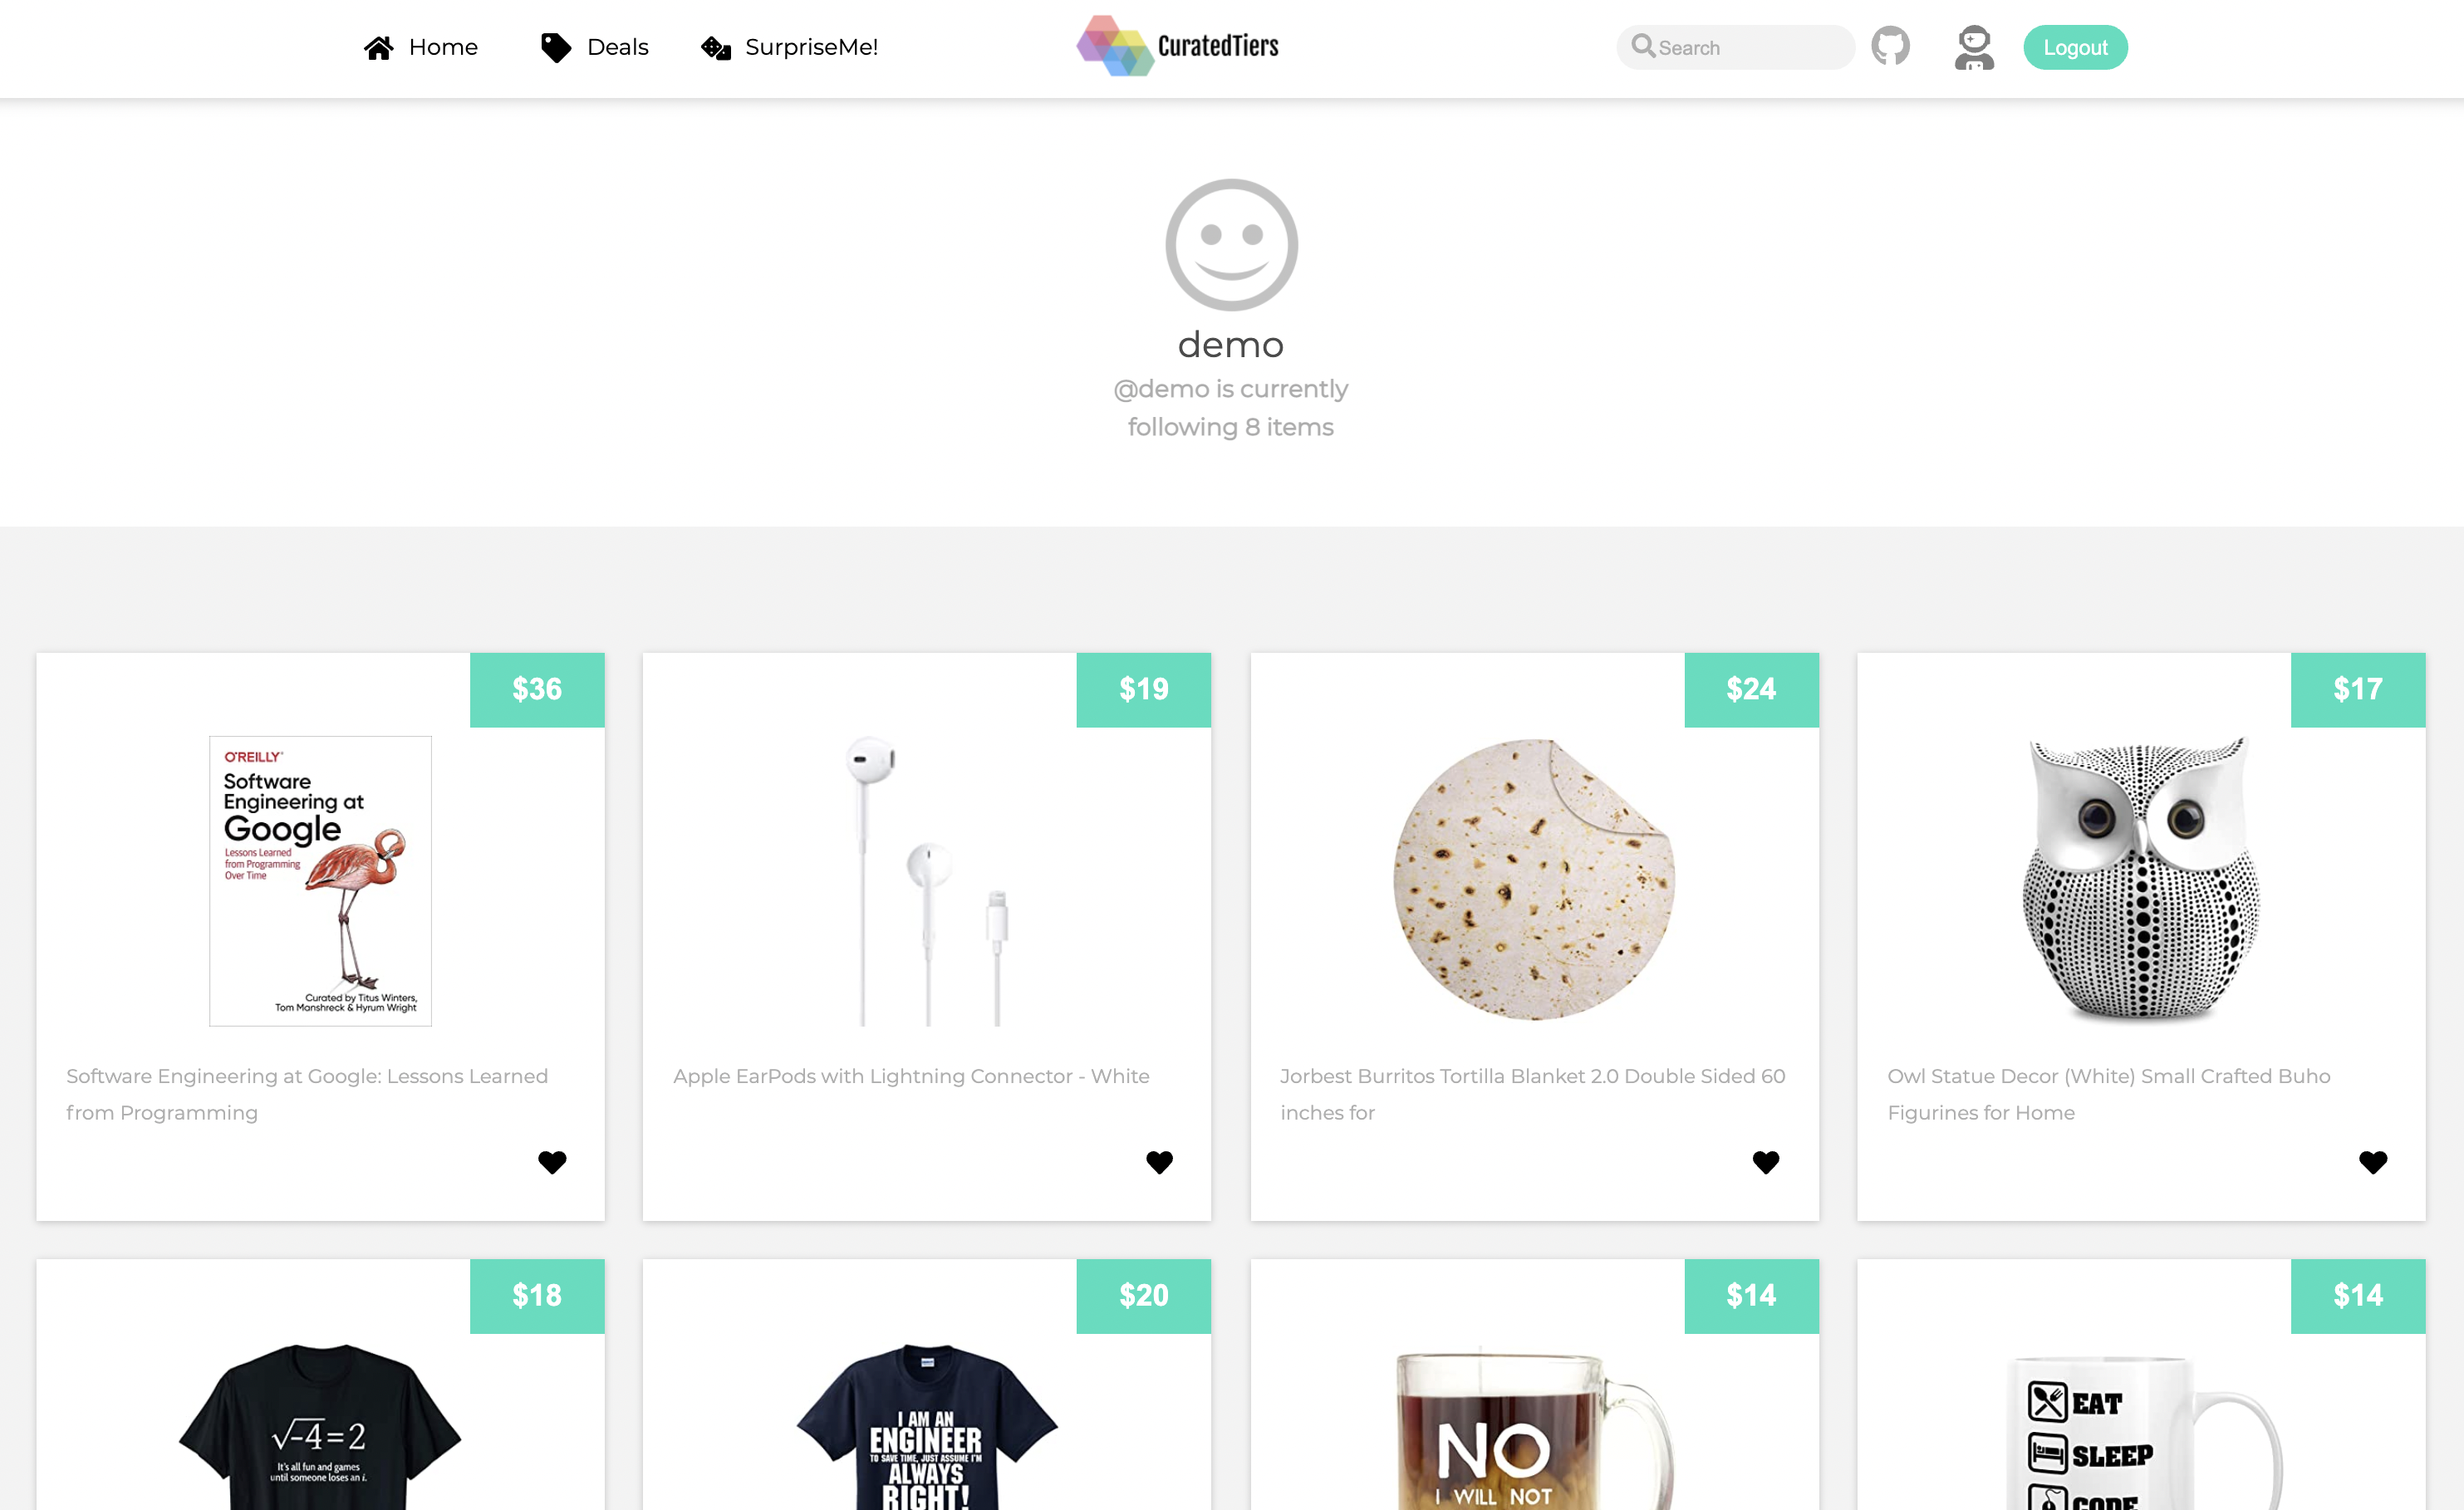 Home
Deals
SurpriseMe!
CuratedTiers
Search
Logout
demo
@demo is currently
following 8 items
$36
O'REILLY®
Software
Engineering at
Google
Lessons Learned
from Programming
Over Time
Curated by Titus Winters,
Tom Manshreck & Hyrum Wright
Software Engineering at Google: Lessons Learned
from Programming
$19
Apple EarPods with Lightning Connector - White
$24
Jorbest Burritos Tortilla Blanket 2.0 Double Sided 60
inches for
$17
Owl Statue Decor (White) Small Crafted Buho
Figurines for Home
$18
√-4=2
It's all fun and games
until someone loses an i.
$20
I AM AN
ENGINEER
TO SAVE TIME, JUST ASSUME I'M
ALWAYS
RIGHT!
$14
NO
I WILL NOT
$14
EAT
SLEEP
CODE